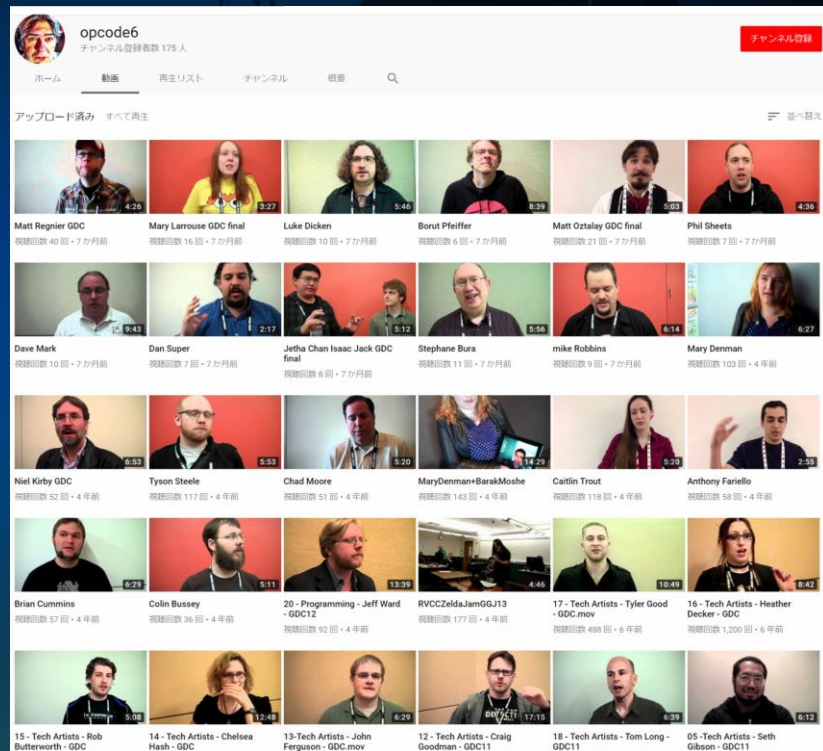 opcode6
チャンネル登録者数 175 人
チャンネル登録
ホーム 動画 再生リスト チャンネル 概要
アップロード済み すべて再生 並べ替え
4:26 3:27 5:46 8:39 5:03 4:36
Matt Regnier GDC Mary Larrouse GDC final Luke Dicken Borut Pfeiffer Matt Oztalay GDC final Phil Sheets
視聴回数 40 回・7 か月前 視聴回数 16 回・7 か月前 視聴回数 10 回・7 か月前 視聴回数 6 回・7 か月前 視聴回数 21 回・7 か月前 視聴回数 7 回・7 か月前
9:43 2:17 5:12 5:56 6:14 6:27
Dave Mark Dan Super Jetha Chan Isaac Jack GDC Stephane Bura mike Robbins Mary Denman
final
視聴回数 10 回・7 か月前 視聴回数 7 回・7 か月前 視聴回数 8 回・7 か月前 視聴回数 11 回・7 か月前 視聴回数 9 回・7 か月前 視聴回数 103 回・4 年前
6:53 5:53 5:20 14:29 5:20 2:55
Niel Kirby GDC Tyson Steele Chad Moore MaryDenman+BarakMoshe Caitlin Trout Anthony Fariello
視聴回数 52 回・4 年前 視聴回数 117 回・4 年前 視聴回数 51 回・4 年前 視聴回数 143 回・4 年前 視聴回数 118 回・4 年前 視聴回数 58 回・4 年前
6:29 5:11 13:39 4:46 10:49 8:42
Brian Cummins Colin Bussey 20 - Programming - Jeff Ward RVCCZeldaJamGGJ13 17 - Tech Artists - Tyler Good 16 - Tech Artists - Heather
- GDC12 - GDC.mov Decker - GDC
視聴回数 57 回・4 年前 視聴回数 36 回・4 年前 視聴回数 92 回・4 年前 視聴回数 177 回・4 年前 視聴回数 488 回・6 年前 視聴回数 1,200 回・6 年前
5:08 12:48 6:29 17:15 6:39 6:12
15 - Tech Artists - Rob 14 - Tech Artists - Chelsea 13-Tech Artists - John 12 - Tech Artists - Craig 18 - Tech Artists - Tom Long - 05 -Tech Artists - Seth
Butterworth - GDC Hash - GDC Ferguson - GDC.mov Goodman - GDC11 GDC11 Gibson - GDC11